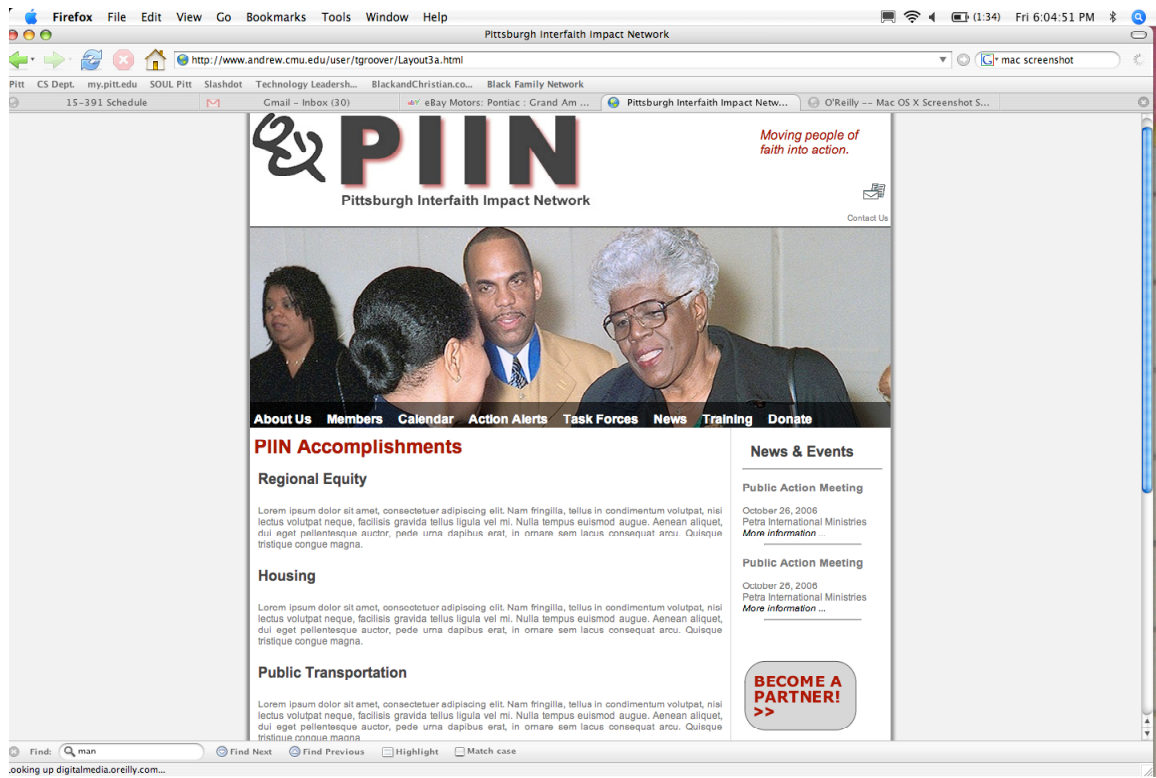 Firefox File Edit View Go Bookmarks Tools Window Help (1:34) Fri 6:04:51 PM
Pittsburgh Interfaith Impact Network
http://www.andrew.cmu.edu/user/tgroover/Layout3a.html G mac screenshot
Pitt CS Dept. my.pitt.edu SOUL Pitt Slashdot Technology Leadersh... BlackandChristian.co... Black Family Network
15-391 Schedule Gmail - Inbox (30) eBay Motors: Pontiac : Grand Am ... Pittsburgh Interfaith Impact Netw... O'Reilly -- Mac OS X Screenshot S...
PIIN
Pittsburgh Interfaith Impact Network
Moving people of
faith into action.
Contact Us
About Us Members Calendar Action Alerts Task Forces News Training Donate
PIIN Accomplishments
Regional Equity
Lorem ipsum dolor sit amet, consectetuer adipiscing elit. Nam fringilla, tellus in condimentum volutpat, nisi
lectus volutpat neque, facilisis gravida tellus ligula vel mi. Nulla tempus euismod augue. Aenean aliquet,
dui eget pellentesque auctor, pede urna dapibus erat, in ornare sem lacus consequat arcu. Quisque
tristique congue magna.
Housing
Lorem ipsum dolor sit amet, consectetuer adipiscing elit. Nam fringilla, tellus in condimentum volutpat, nisi
lectus volutpat neque, facilisis gravida tellus ligula vel mi. Nulla tempus euismod augue. Aenean aliquet,
dui eget pellentesque auctor, pede urna dapibus erat, in ornare sem lacus consequat arcu. Quisque
tristique congue magna.
Public Transportation
Lorem ipsum dolor sit amet, consectetuer adipiscing elit. Nam fringilla, tellus in condimentum volutpat, nisi
lectus volutpat neque, facilisis gravida tellus ligula vel mi. Nulla tempus euismod augue. Aenean aliquet,
dui eget pellentesque auctor, pede urna dapibus erat, in ornare sem lacus consequat arcu. Quisque
tristique congue magna.
News & Events
Public Action Meeting
October 26, 2006
Petra International Ministries
More information ...
Public Action Meeting
October 26, 2006
Petra International Ministries
More information ...
BECOME A
PARTNER!
>>
Find: man Find Next Find Previous Highlight Match case
ooking up digitalmedia.oreilly.com...